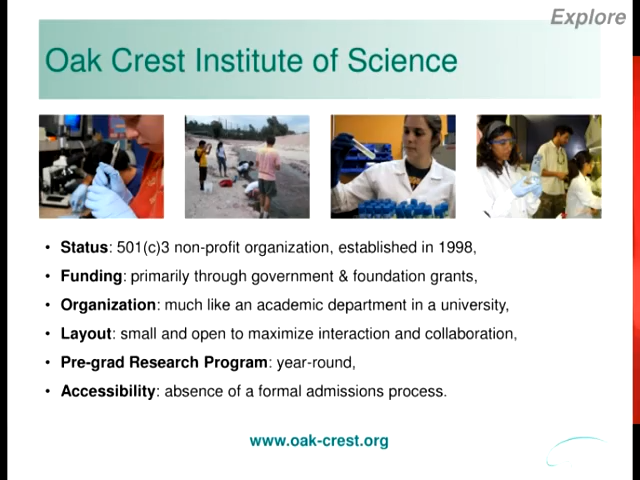 Explore
Oak Crest Institute of Science
• Status: 501(c)3 non-profit organization, established in 1998,
• Funding: primarily through government & foundation grants,
• Organization: much like an academic department in a university,
• Layout: small and open to maximize interaction and collaboration,
• Pre-grad Research Program: year-round,
• Accessibility: absence of a formal admissions process.
www.oak-crest.org